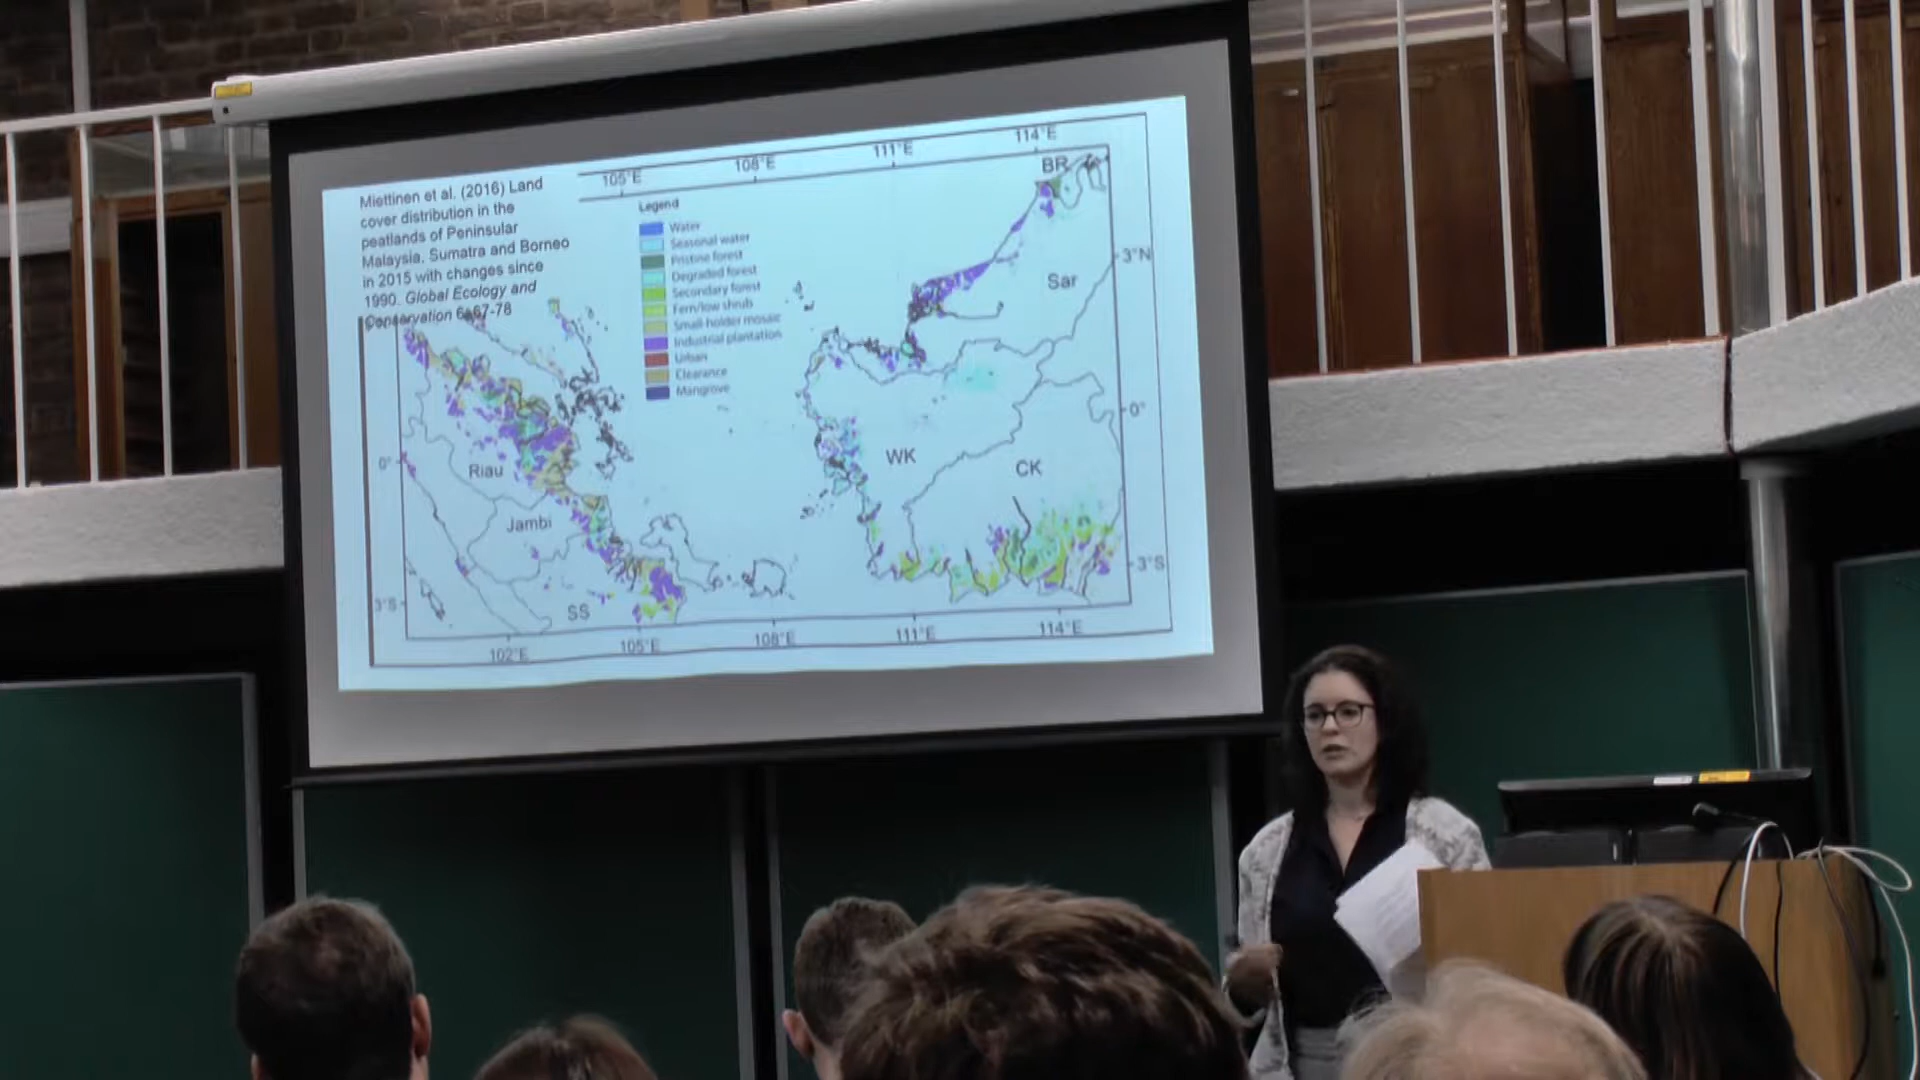 Miettinen et al. (2016) Land
cover distribution in the
peatlands of Peninsular
Malaysia, Sumatra and Borneo
in 2015 with changes since
1990. Global Ecology and
Conservation 6:67-78
105°E 108°E 111°E 114°E
Legend
Water
Seasonal water
Pristine forest
Degraded forest
Secondary forest
Fern/low shrub
Small-holder mosaic
Industrial plantation
Urban
Clearance
Mangrove
BR
Sar
3°N
WK
CK
0°
Riau
0°
Jambi
SS
3°S
3°S
102°E 105°E 108°E 111°E 114°E